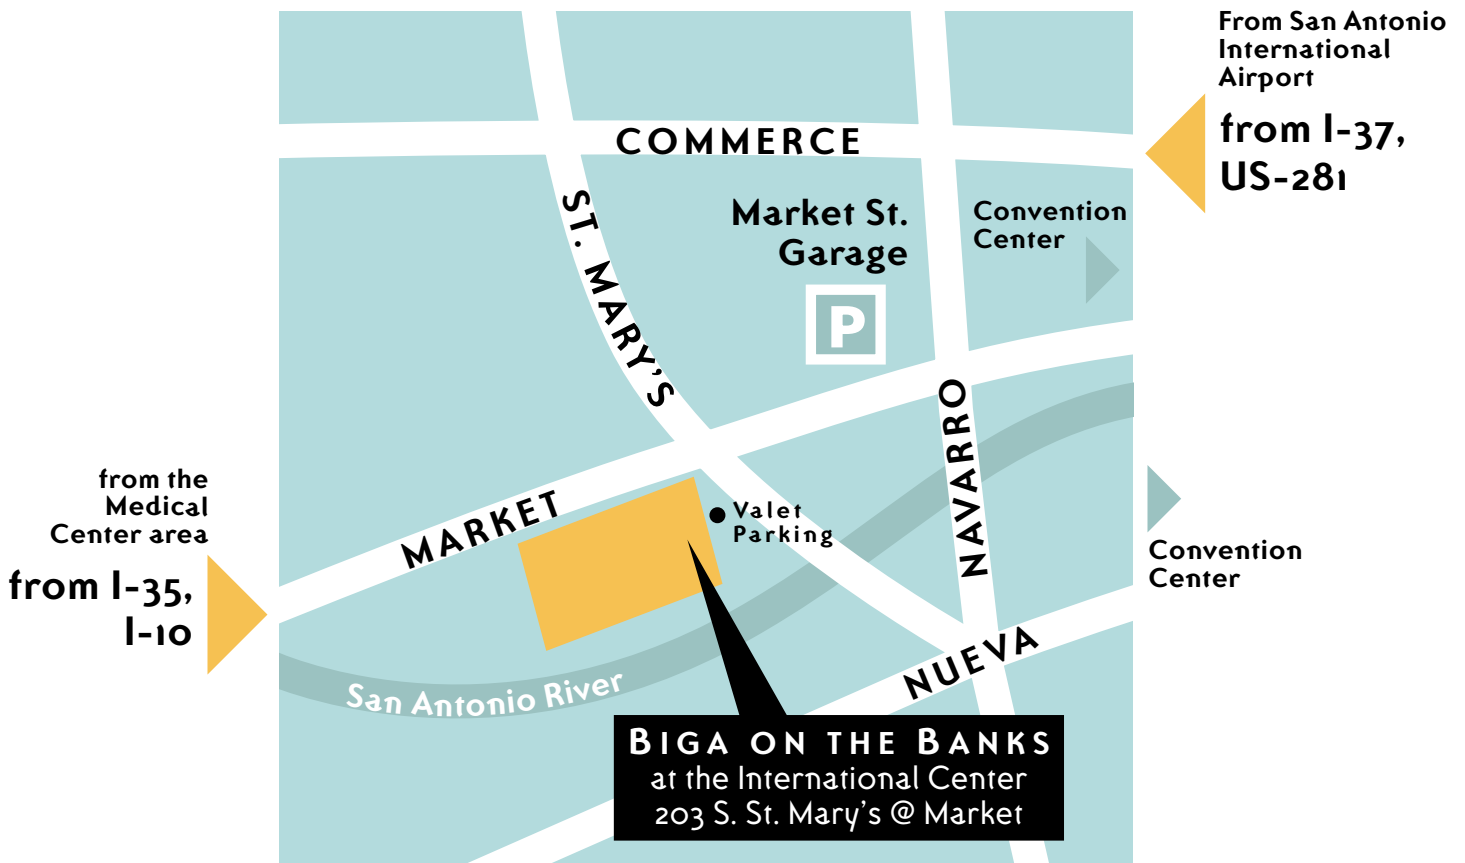 From San Antonio
International
Airport
from I-37,
US-281
COMMERCE
ST. MARY'S
Market St.
Garage
P
Convention
Center
NAVARRO
from the
Medical
Center area
from I-35,
I-10
MARKET
Valet
Parking
Convention
Center
NUEVA
San Antonio River
BIGA ON THE BANKS
at the International Center
203 S. St. Mary's @ Market